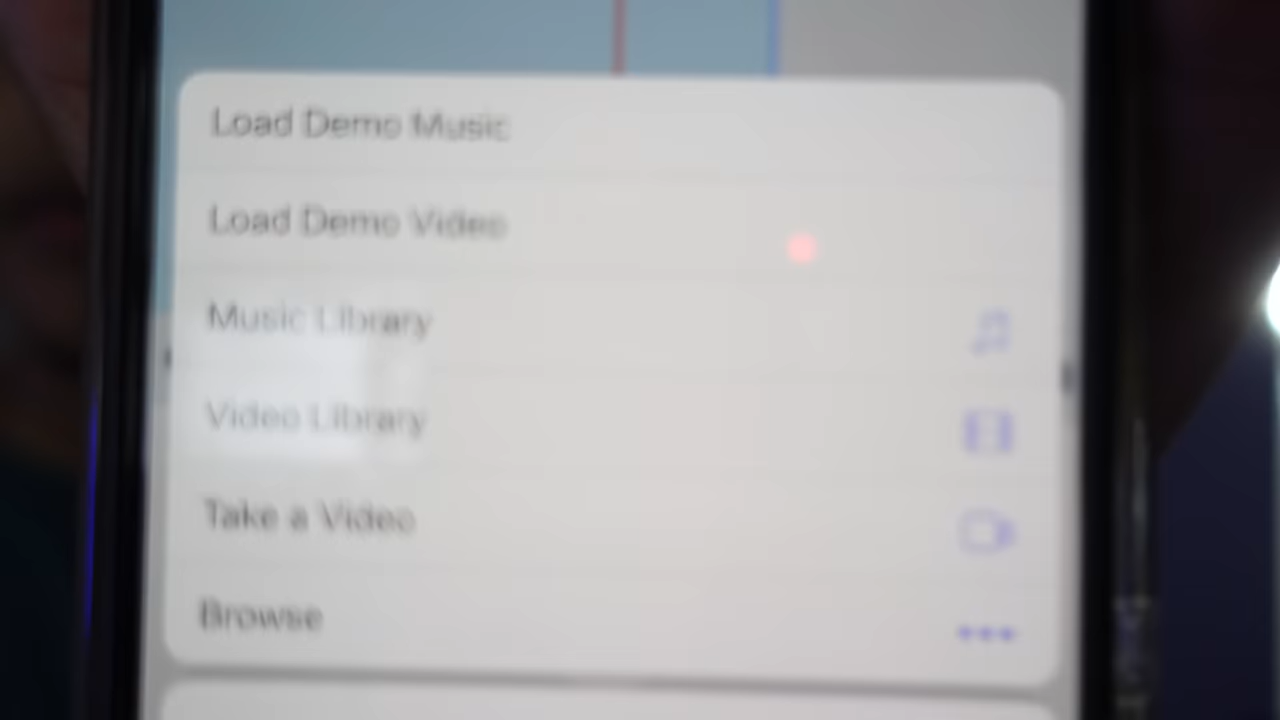 Load Demo Music
Load Demo Video
Music Library
Video Library
Take a Video
Browse